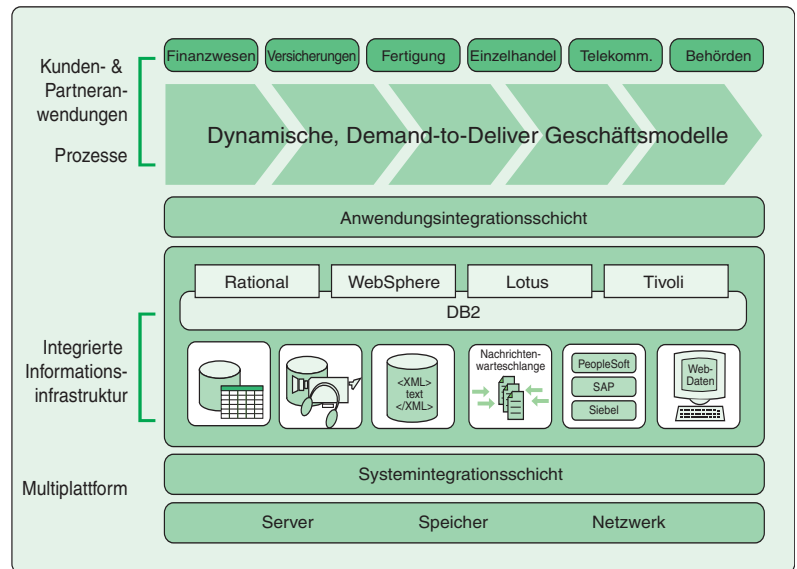 Kunden- &
Partneran-
wendungen
Prozesse
Finanzwesen
Versicherungen
Fertigung
Einzelhandel
Telekomm.
Behörden
Dynamische, Demand-to-Deliver Geschäftsmodelle
Anwendungsintegrationsschicht
Integrierte
Informations-
infrastruktur
Rational
WebSphere
Lotus
Tivoli
DB2
<XML>
text
</XML>
Nachrichten-
warteschlange
PeopleSoft
SAP
Siebel
Web-
Daten
Multiplattform
Systemintegrationsschicht
Server
Speicher
Netzwerk